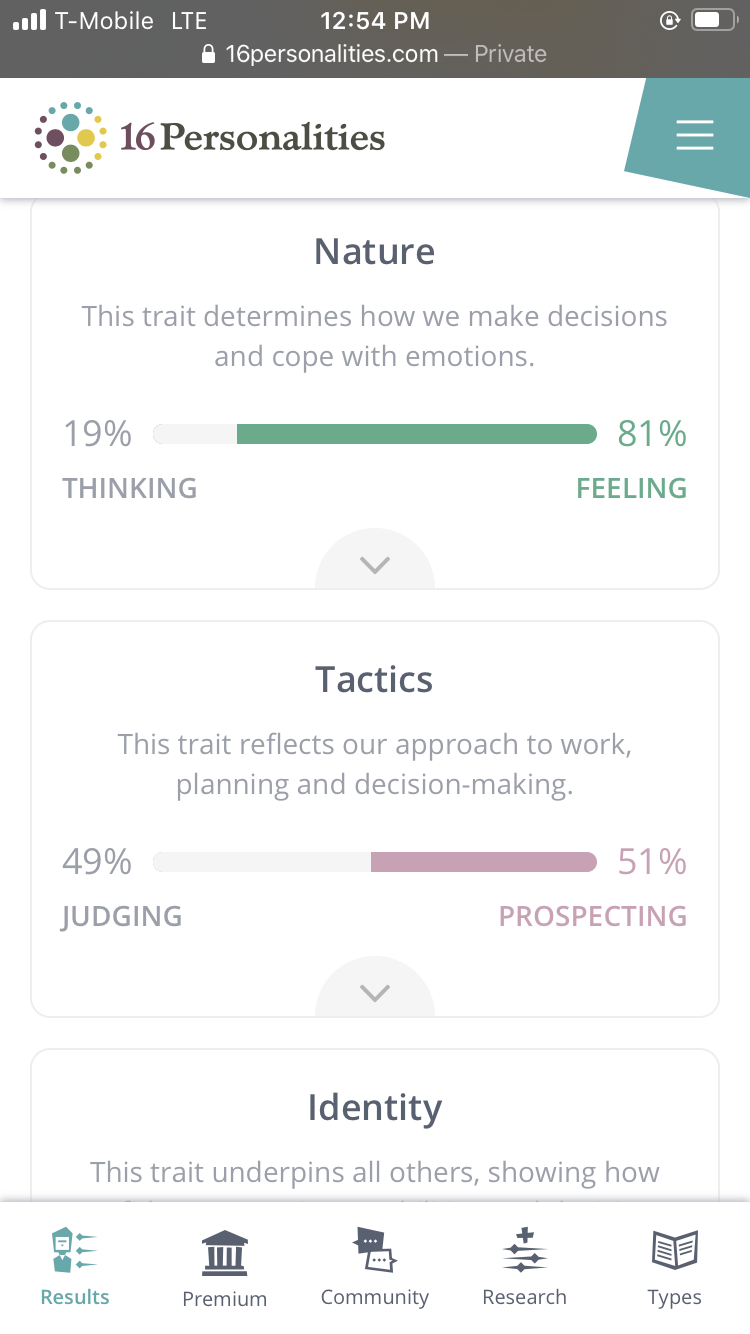 T-Mobile LTE 12:54 PM
16personalities.com — Private
16Personalities
Nature
This trait determines how we make decisions
and cope with emotions.
19% 81%
THINKING FEELING
Tactics
This trait reflects our approach to work,
planning and decision-making.
49% 51%
JUDGING PROSPECTING
Identity
This trait underpins all others, showing how
Results Premium Community Research Types